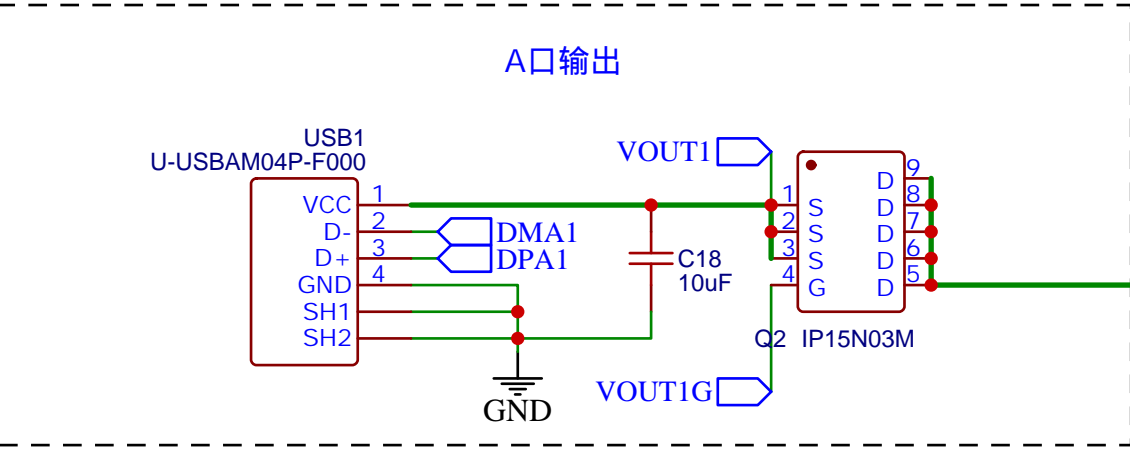 A口输出
USB1
U-USBAM04P-F000
VCC 1
D- 2
D+ 3
GND 4
SH1
SH2
DMA1
DPA1
GND
C18
10uF
VOUT1
VOUT1G
1 S D 9
2 S D 8
3 S D 7
4 G D 6
D 5
Q2 IP15N03M